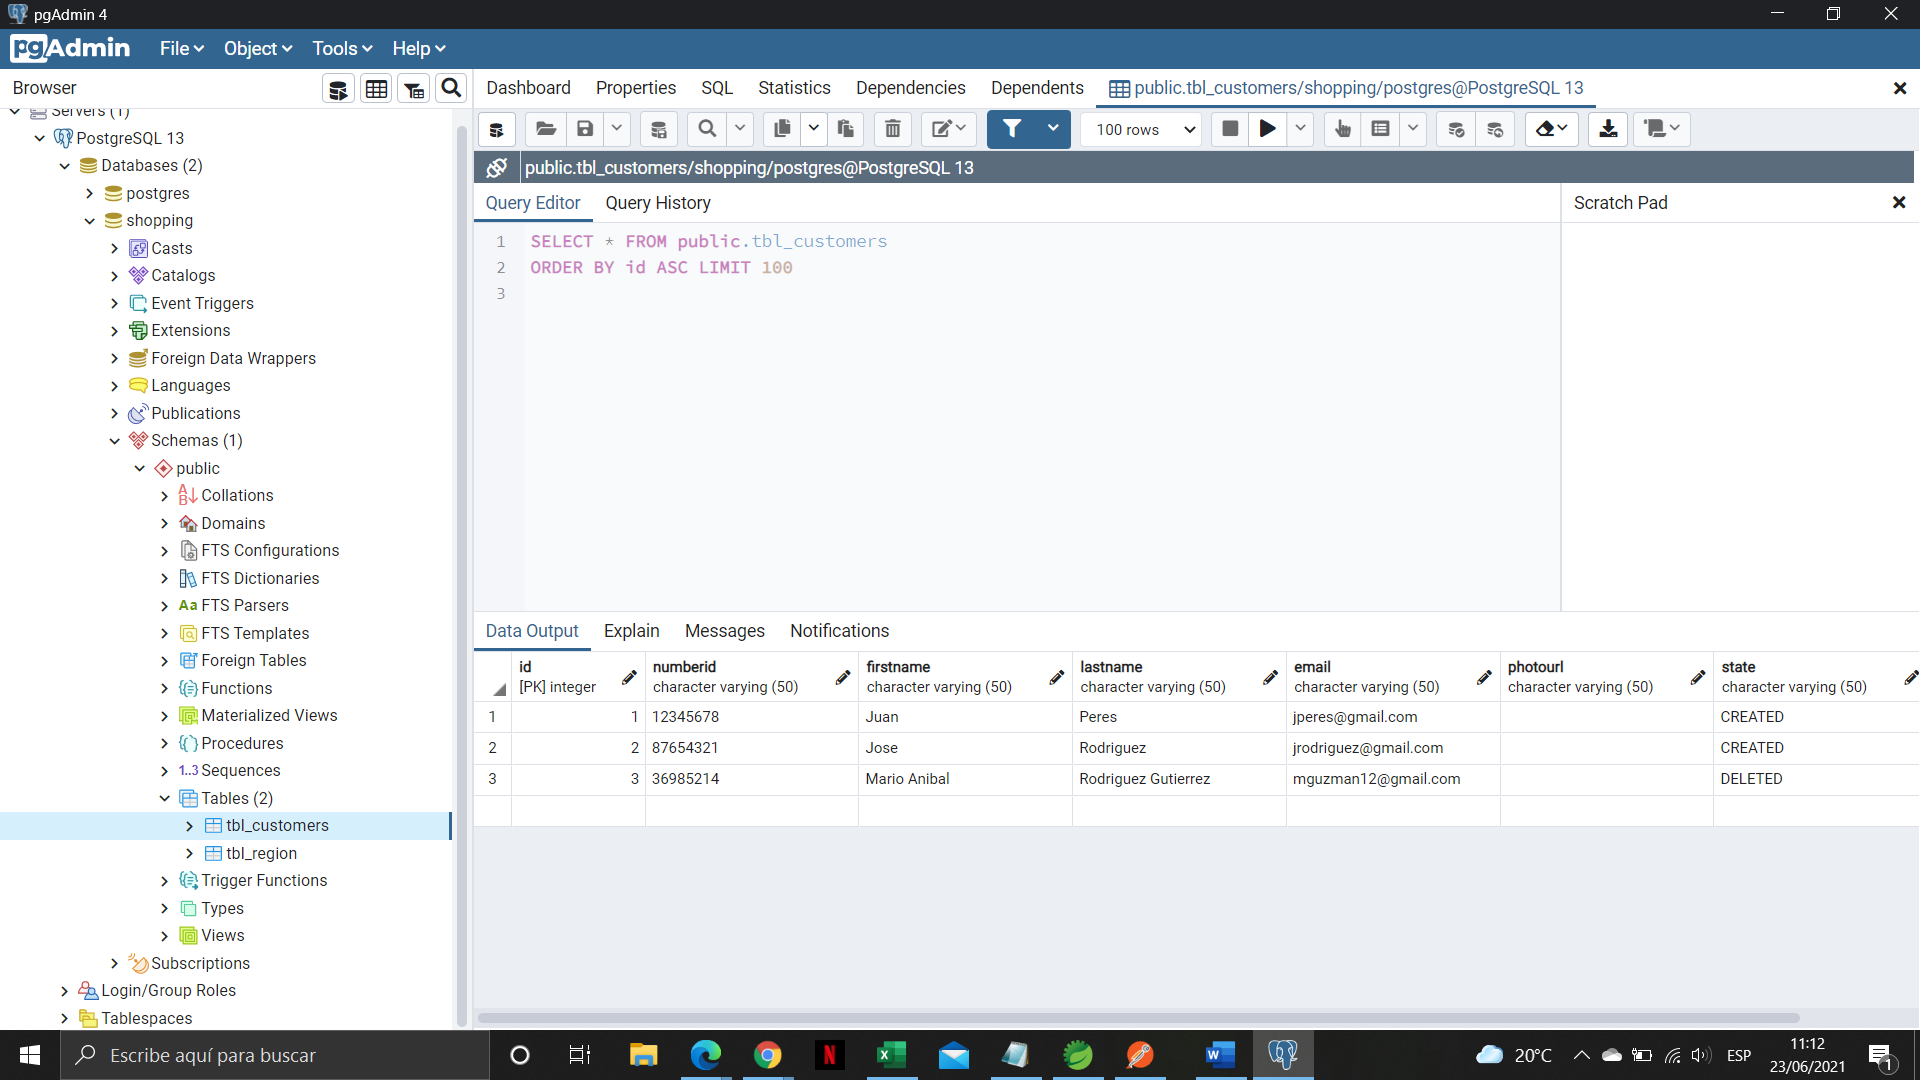 pgAdmin 4
pgAdmin File Object Tools Help
Browser
Dashboard Properties SQL Statistics Dependencies Dependents public.tbl_customers/shopping/postgres@PostgreSQL 13
Servers (1)
PostgreSQL 13
Databases (2)
postgres
shopping
Casts
Catalogs
Event Triggers
Extensions
Foreign Data Wrappers
Languages
Publications
Schemas (1)
public
Collations
Domains
FTS Configurations
FTS Dictionaries
Aa FTS Parsers
FTS Templates
Foreign Tables
Functions
Materialized Views
Procedures
1..3 Sequences
Tables (2)
tbl_customers
tbl_region
Trigger Functions
Types
Views
Subscriptions
Login/Group Roles
Tablespaces
100 rows
public.tbl_customers/shopping/postgres@PostgreSQL 13
Query Editor Query History
Scratch Pad
1 SELECT * FROM public.tbl_customers
2 ORDER BY id ASC LIMIT 100
3
Data Output Explain Messages Notifications
id numberid firstname lastname email photourl state
[PK] integer character varying (50) character varying (50) character varying (50) character varying (50) character varying (50) character varying (50)
1 1 12345678 Juan Peres jperes@gmail.com CREATED
2 2 87654321 Jose Rodriguez jrodriguez@gmail.com CREATED
3 3 36985214 Mario Anibal Rodriguez Gutierrez mguzman12@gmail.com DELETED
Escribe aquí para buscar
20°C
ESP
11:12
23/06/2021
1